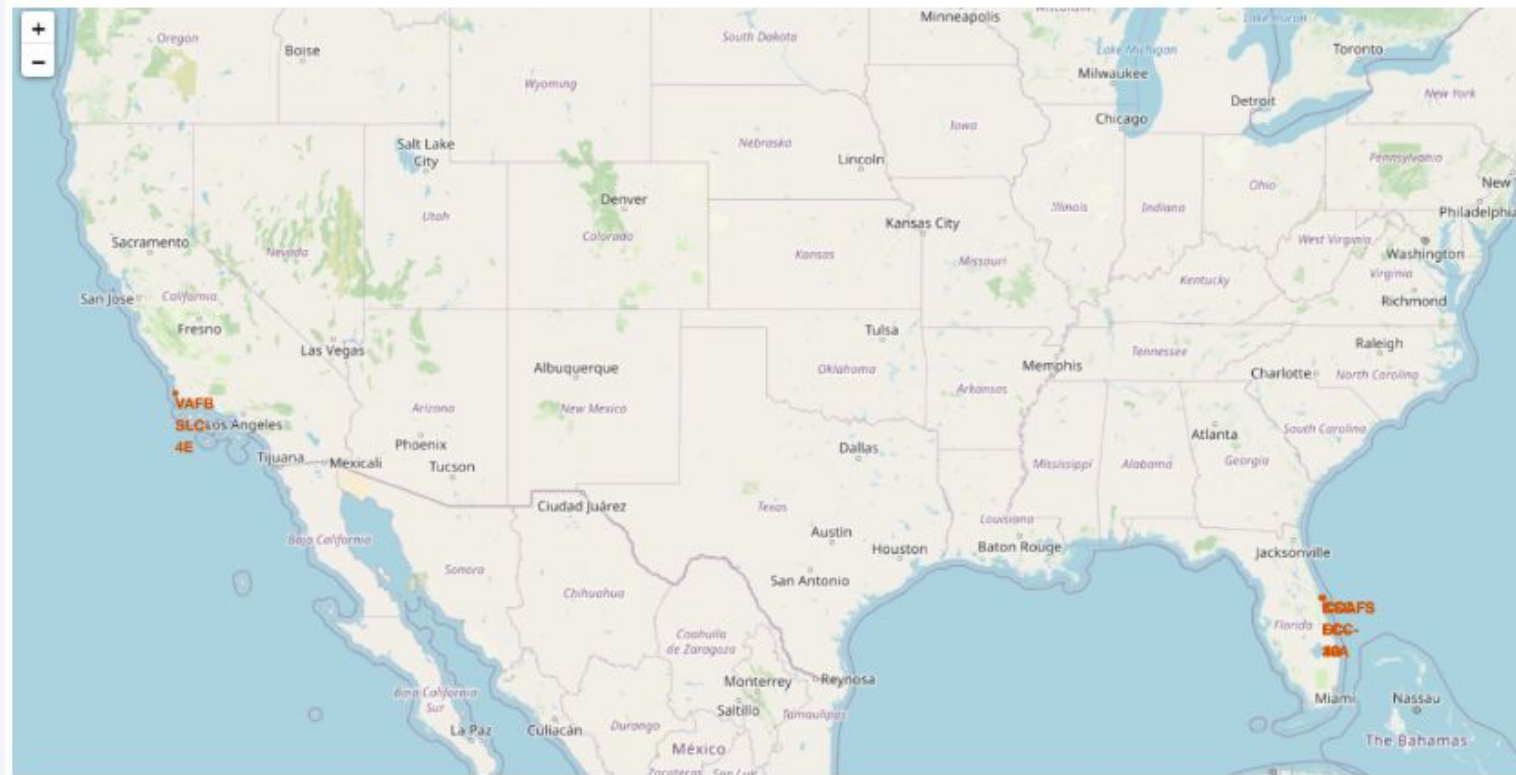 +
−
Minneapolis
Lake Huron
Oregon
Boise
South Dakota
Lake Michigan
Toronto
Milwaukee
Wyoming
New York
Detroit
Chicago
Iowa
Salt Lake
City
Nebraska
Lincoln
Pennsylvania
Ohio
New
Denver
Utah
Illinois
Indiana
Philadelphia
Kansas City
Sacramento
Nevada
Colorado
Kansas
Missouri
West Virginia
Washington
Virginia
Kentucky
San Jose
California
Richmond
Fresno
Tulsa
Las Vegas
Raleigh
Tennessee
Albuquerque
Oklahoma
Memphis
Charlotte
North Carolina
Arkansas
VAFB
SLC-
4E
Los Angeles
Arizona
New Mexico
Phoenix
Atlanta
South Carolina
Dallas
Tijuana
Mexicali
Tucson
Mississippi
Alabama
Georgia
Ciudad Juárez
Texas
Louisiana
Austin
Houston
Baton Rouge
Jacksonville
Baja California
Sonora
San Antonio
Chihuahua
Florida
Coahuila
de Zaragoza
Monterrey
Reynosa
Baja California
Sur
Saltillo
Tamaulipas
Miami
Nassau
La Paz
Culiacán
Durango
México
The Bahamas
Zacatecas
San Luis